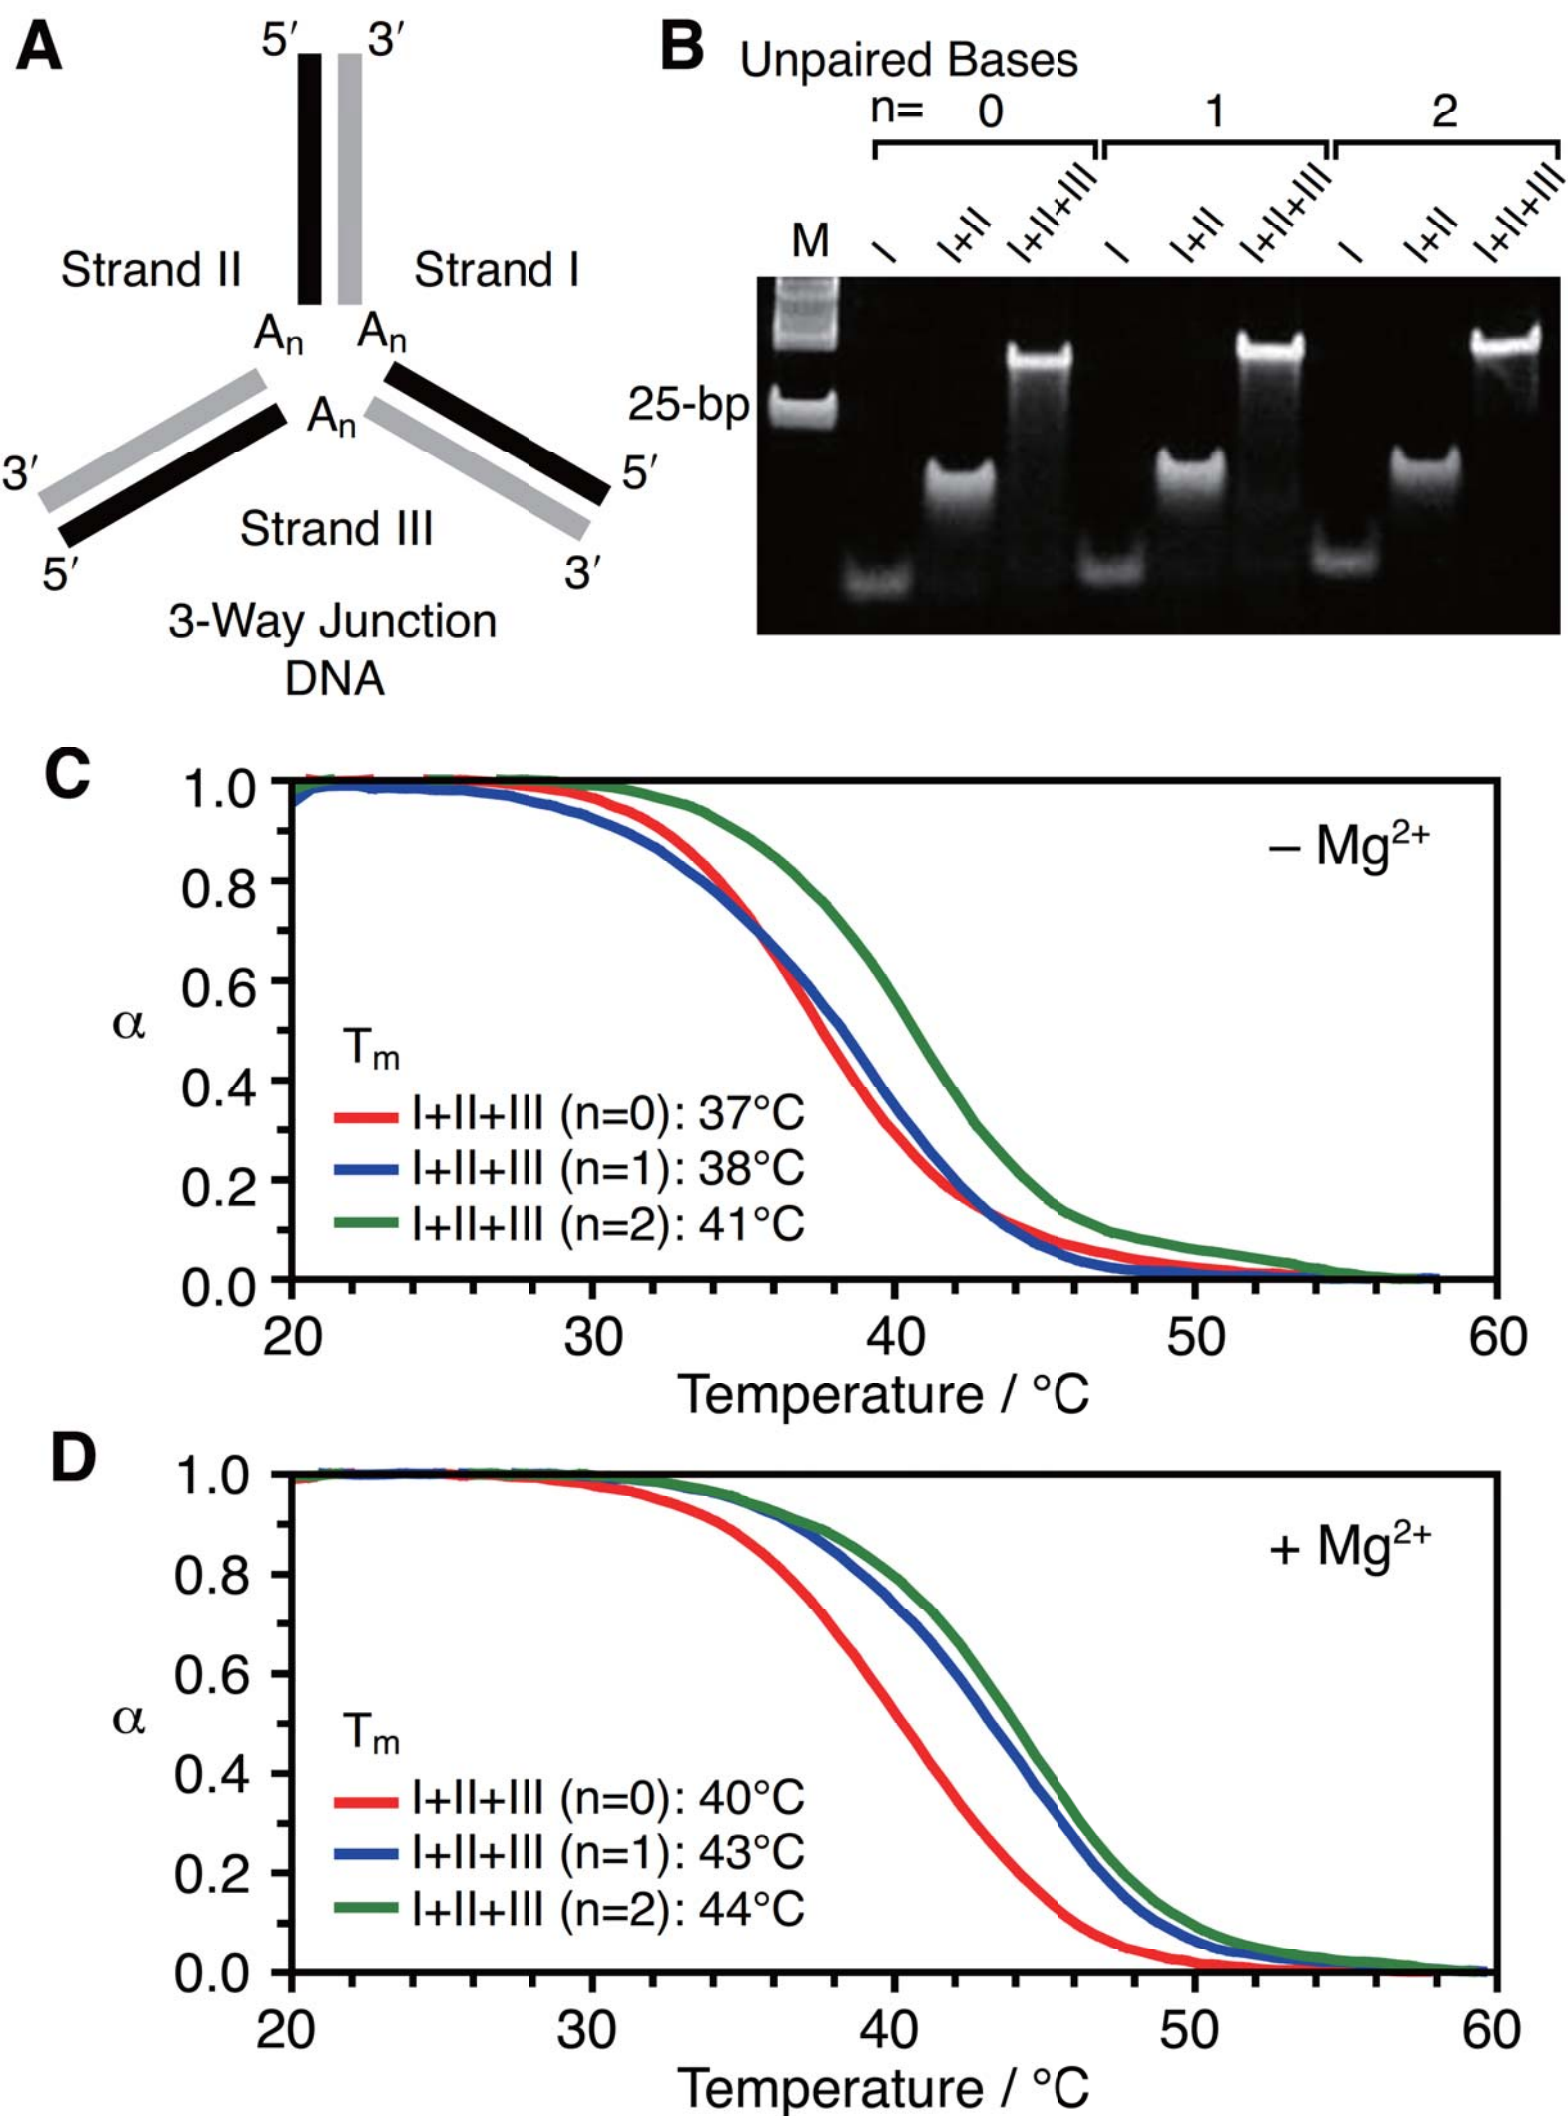 A
5′ 3′
Strand II Strand I
Aₙ Aₙ
Aₙ
3′ 5′
Strand III
5′ 3′
3-Way Junction
DNA
B
Unpaired Bases
n= 0 1 2
M I I+II I+II+III I I+II I+II+III I I+II I+II+III
25-bp
C
1.0
0.8
0.6
0.4
0.2
0.0
α
– Mg²⁺
Tₘ
I+II+III (n=0): 37°C
I+II+III (n=1): 38°C
I+II+III (n=2): 41°C
20 30 40 50 60
Temperature / °C
D
1.0
0.8
0.6
0.4
0.2
0.0
α
+ Mg²⁺
Tₘ
I+II+III (n=0): 40°C
I+II+III (n=1): 43°C
I+II+III (n=2): 44°C
20 30 40 50 60
Temperature / °C